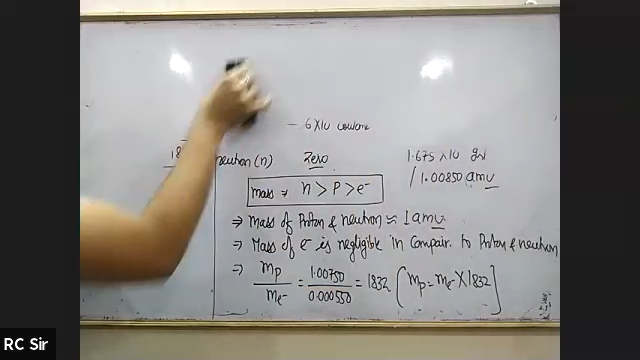 - 6 X 10 coulomb
18
neutron (n) Zero 1.675 X 10 gr
/ 1.00850 amu
mass → n > P > e⁻
⇒ Mass of Proton & neutron ≈ 1 amu.
⇒ Mass of e⁻ is negligible in Compair. to Proton & neutron
⇒ mp / me⁻ = 1.00750 / 0.000550 = 1832 (mp = me⁻ X 1832)
RC Sir